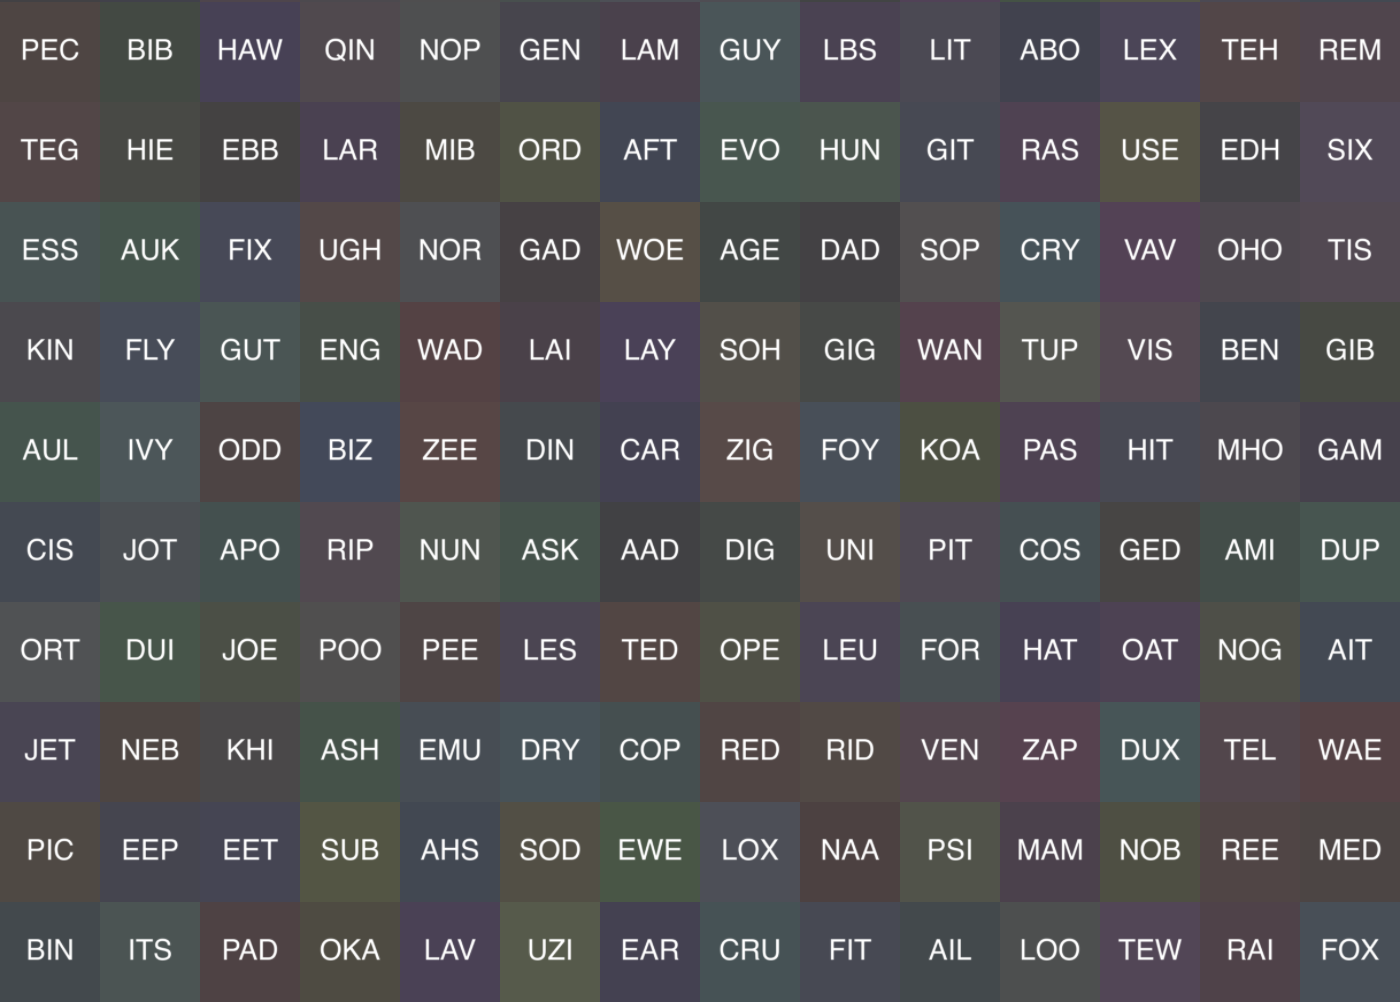 PEC BIB HAW QIN NOP GEN LAM GUY LBS LIT ABO LEX TEH REM
TEG HIE EBB LAR MIB ORD AFT EVO HUN GIT RAS USE EDH SIX
ESS AUK FIX UGH NOR GAD WOE AGE DAD SOP CRY VAV OHO TIS
KIN FLY GUT ENG WAD LAI LAY SOH GIG WAN TUP VIS BEN GIB
AUL IVY ODD BIZ ZEE DIN CAR ZIG FOY KOA PAS HIT MHO GAM
CIS JOT APO RIP NUN ASK AAD DIG UNI PIT COS GED AMI DUP
ORT DUI JOE POO PEE LES TED OPE LEU FOR HAT OAT NOG AIT
JET NEB KHI ASH EMU DRY COP RED RID VEN ZAP DUX TEL WAE
PIC EEP EET SUB AHS SOD EWE LOX NAA PSI MAM NOB REE MED
BIN ITS PAD OKA LAV UZI EAR CRU FIT AIL LOO TEW RAI FOX